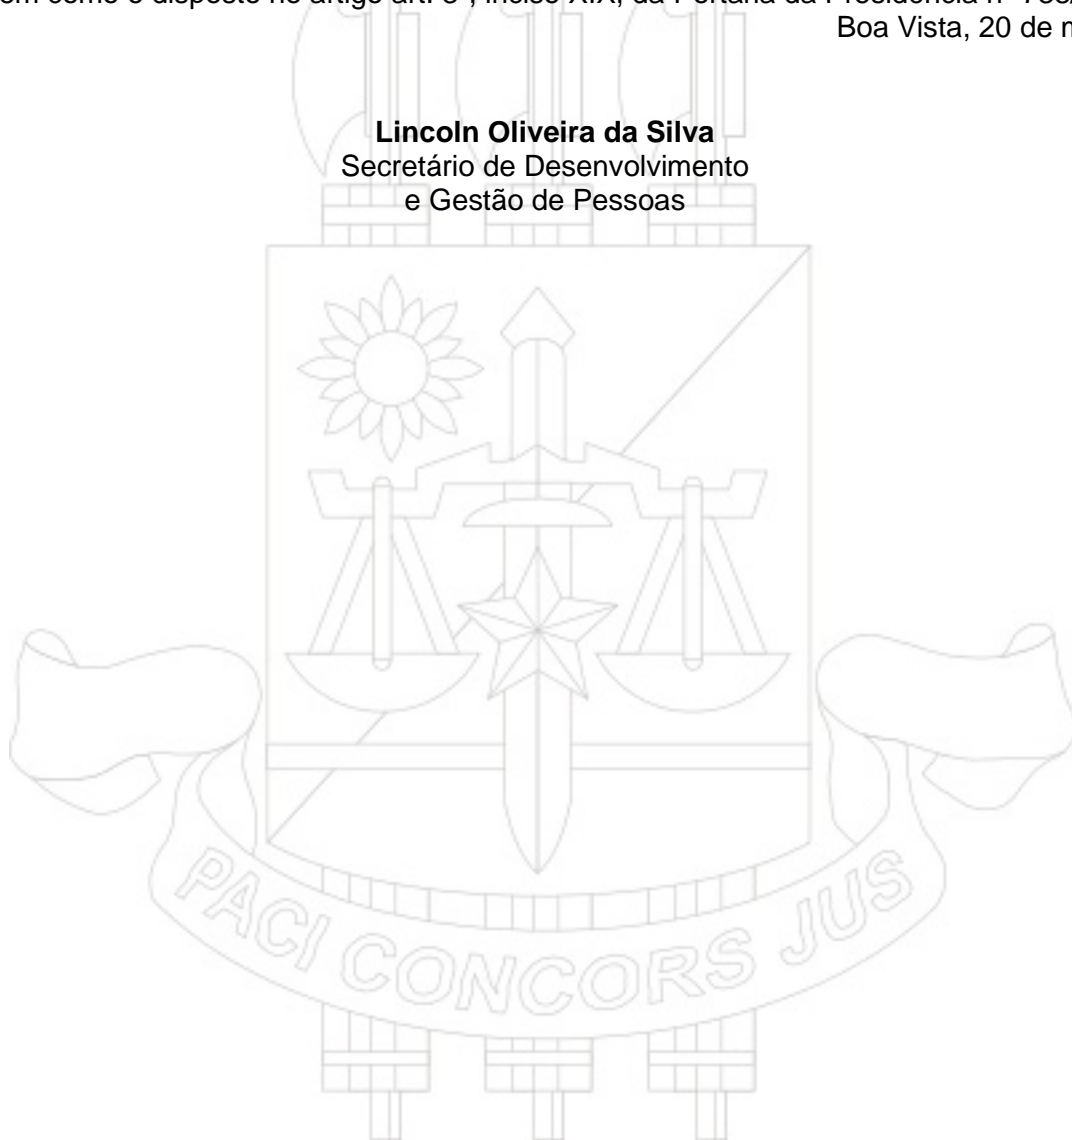 em como o disposto no artigo art. 3º, inciso XIX, da Portaria da Presidência nº
Boa Vista, 20 de
Lincoln Oliveira da Silva
Secretário de Desenvolvimento
e Gestão de Pessoas
PACI CONCORS JUS